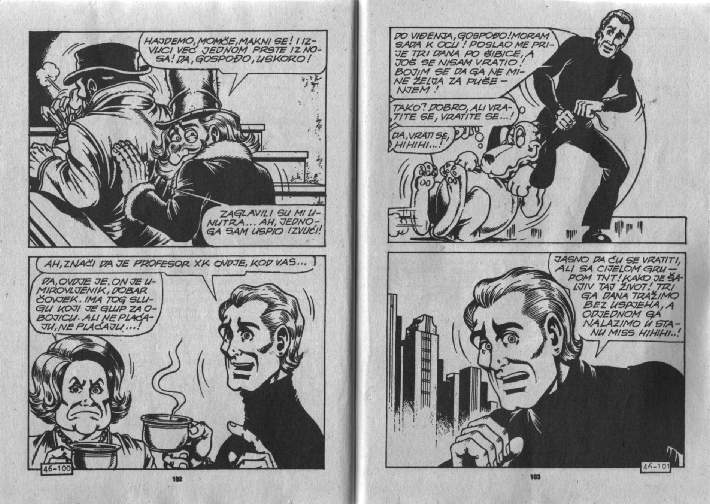 HAJDEMO, MOMČE, MAKNI SE! I IZ-
VUCI VEĆ JEDNOM PRSTE IZ NO-
SA! DA, GOSPOĐO, USKORO!
ZAGLAVILI SU MI U-
NUTRA... AH, JEDNO-
GA SAM USPIO IZVUĆI!
AH, ZNAČI DA JE PROFESOR XK OVDJE, KOD VAS...
DA, OVDJE JE. ON JE U-
MIROVLJENIK, DOBAR
ČOVJEK. IMA TOG SLU-
GU KOJI JE GLUP ZA O-
BOJICU. ALI NE PLAĆA-
JU, NE PLAĆAJU...!
46-100
102
DO VIĐENJA, GOSPOĐO! MORAM
SADA K OCU! POSLAO ME PRI-
JE TRI DANA PO ŠIBICE, A
JOŠ SE NISAM VRATIO!
BOJIM SE DA GA NE MI-
NE ŽELJA ZA PUŠE-
NJEM!
TAKO? DOBRO, ALI VRA-
TITE SE, VRATITE SE...!
DA, VRATI SE,
HIHIHI...!
JASNO DA ĆU SE VRATITI,
ALI SA CIJELOM GRU-
POM TNT! KAKO JE ŠA-
LJIV TAJ ŽIVOT! TRI
GA DANA TRAŽIMO
BEZ USPJEHA, A
ODJEDNOM GA
NALAZIMO U STA-
NU MISS HIHIHI..!
46-101
103